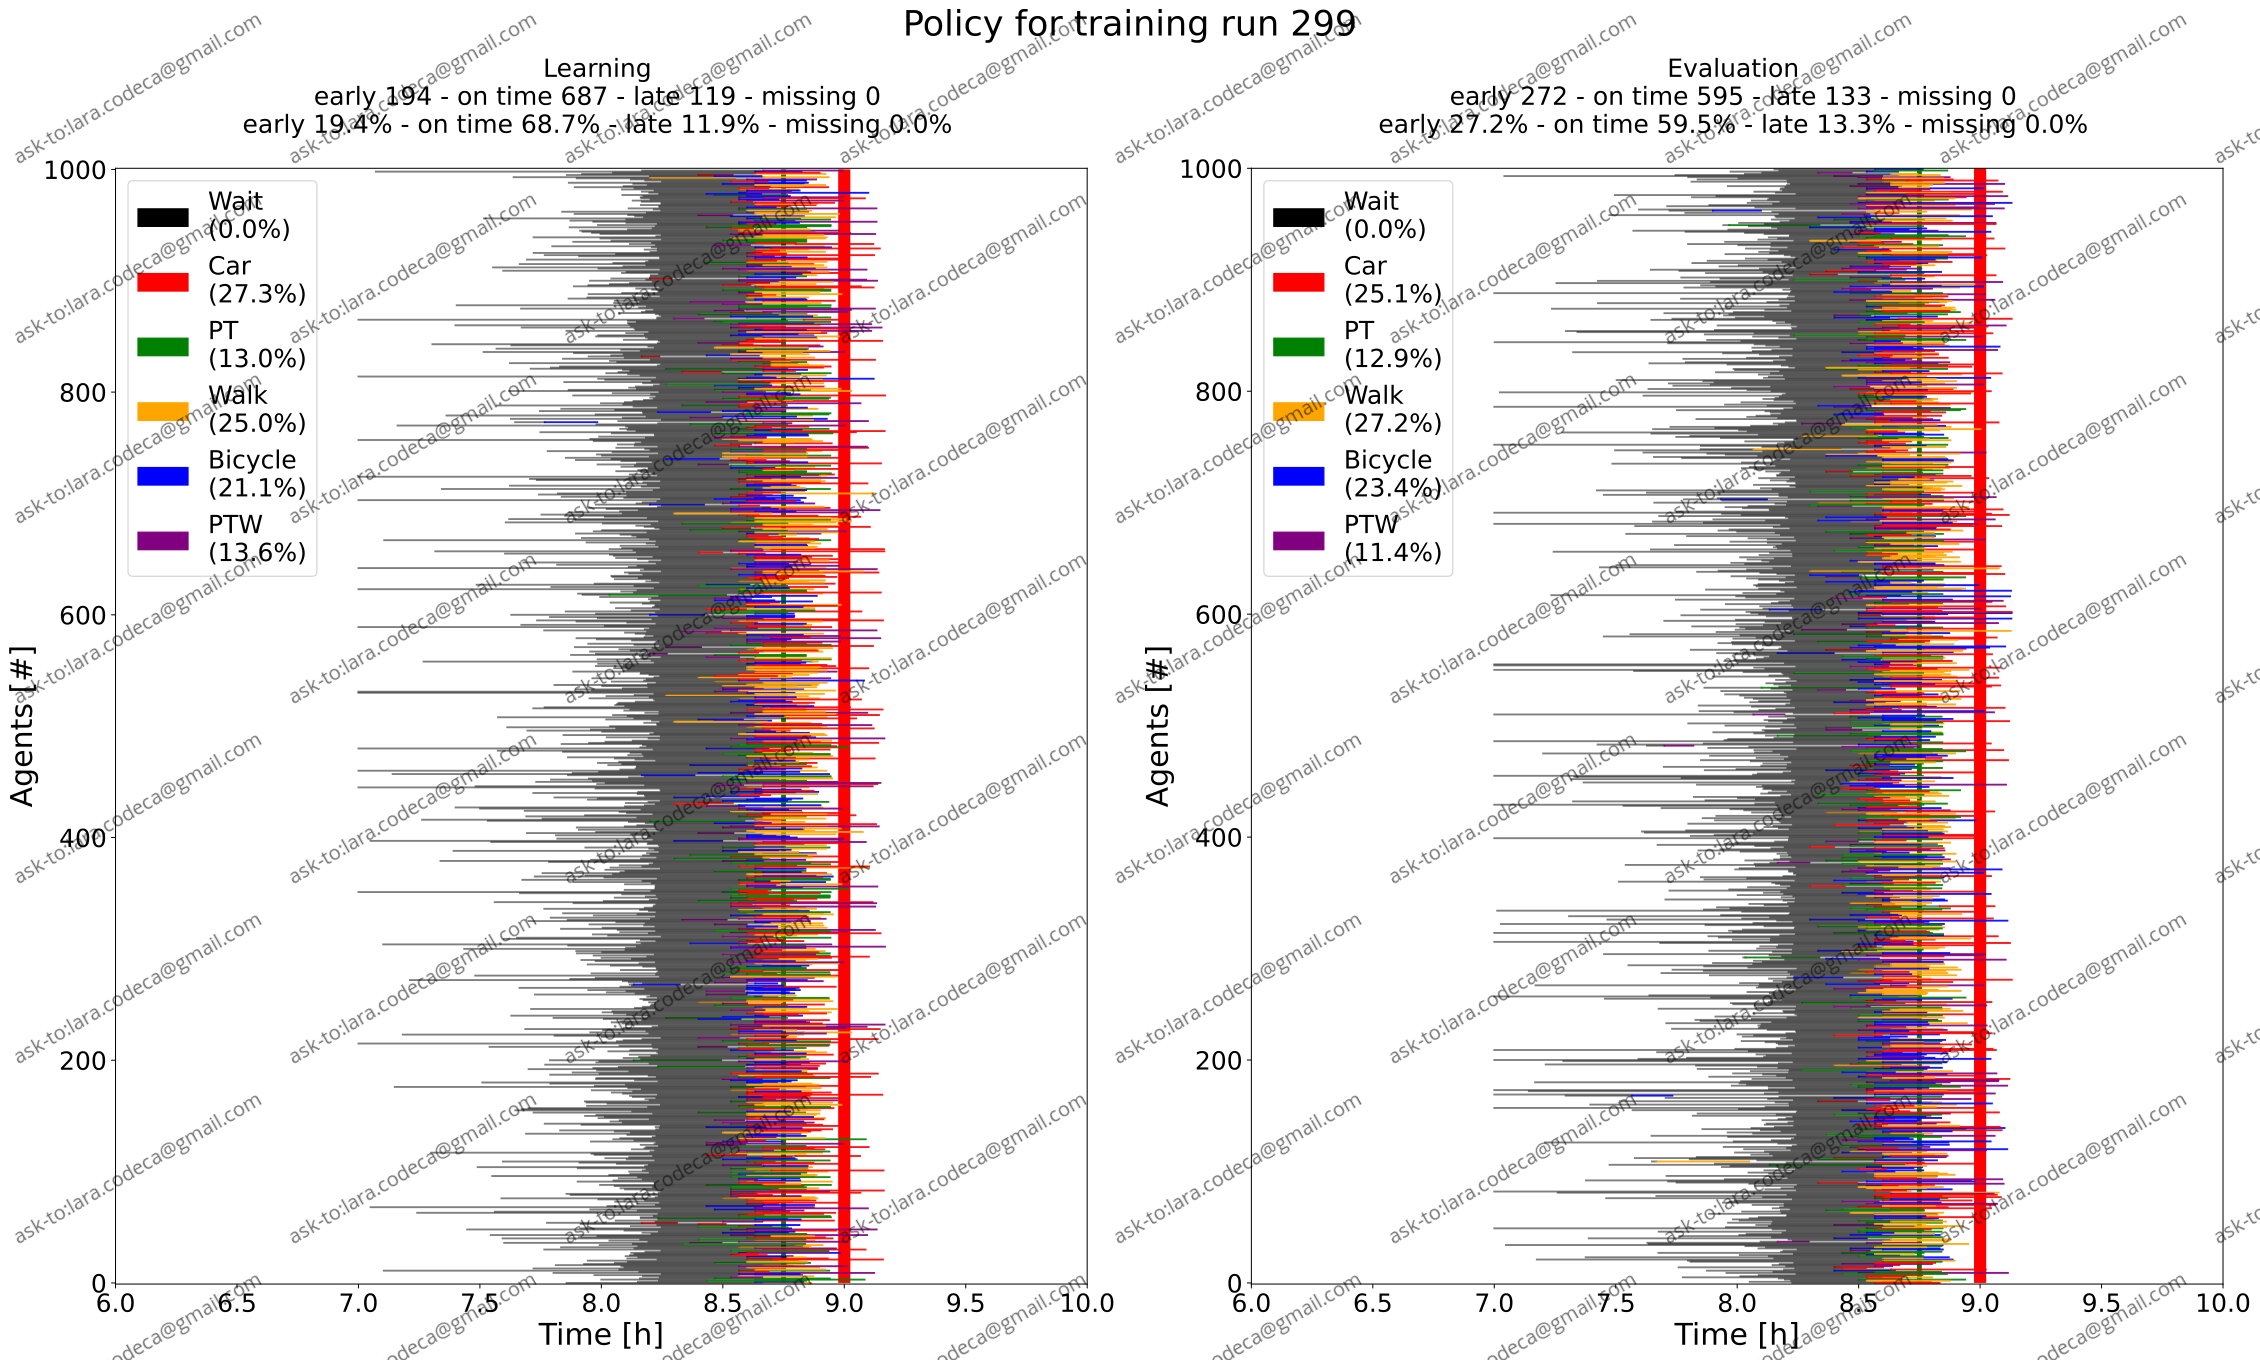 Policy for training run 299
Learning
early 194 - on time 687 - late 119 - missing 0
early 19.4% - on time 68.7% - late 11.9% - missing 0.0%
Agents [#]
1000
800
600
400
200
0
Wait
(0.0%)
Car
(27.3%)
PT
(13.0%)
Walk
(25.0%)
Bicycle
(21.1%)
PTW
(13.6%)
6.0 6.5 7.0 7.5 8.0 8.5 9.0 9.5 10.0
Time [h]
Evaluation
early 272 - on time 595 - late 133 - missing 0
early 27.2% - on time 59.5% - late 13.3% - missing 0.0%
Agents [#]
1000
800
600
400
200
0
Wait
(0.0%)
Car
(25.1%)
PT
(12.9%)
Walk
(27.2%)
Bicycle
(23.4%)
PTW
(11.4%)
6.0 6.5 7.0 7.5 8.0 8.5 9.0 9.5 10.0
Time [h]
ask-to:lara.codeca@gmail.com